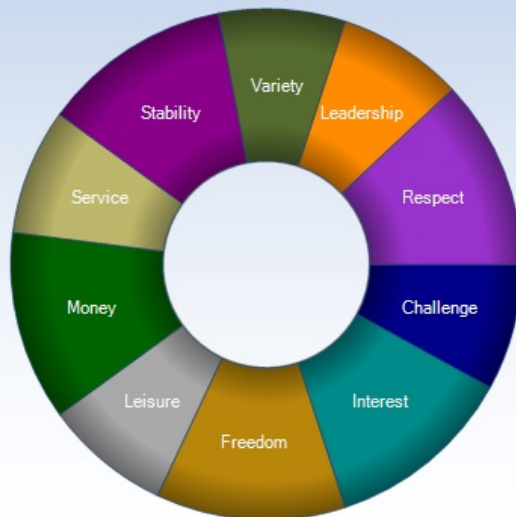 Variety
Leadership
Respect
Challenge
Interest
Freedom
Leisure
Money
Service
Stability